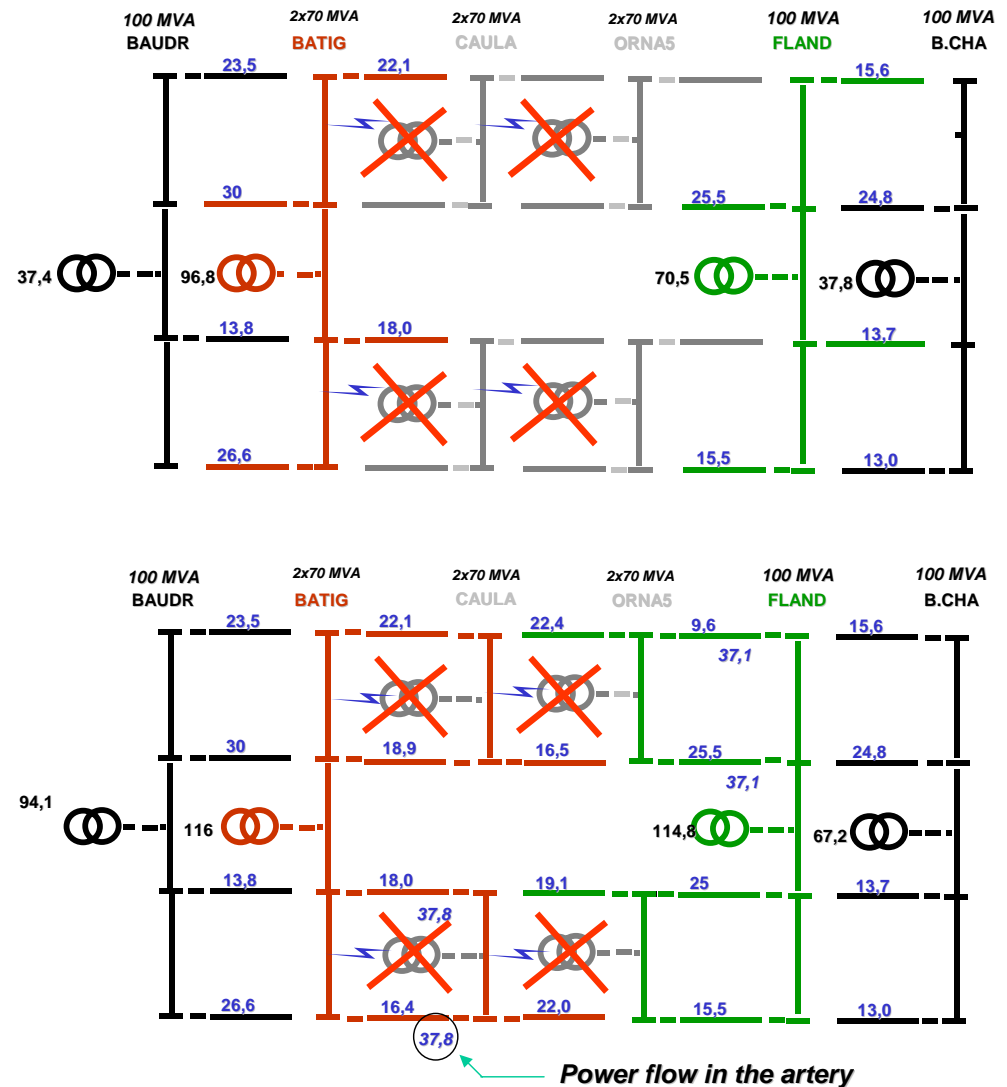 100 MVA 2x70 MVA 2x70 MVA 2x70 MVA 100 MVA 100 MVA
BAUDR BATIG CAULA ORNA5 FLAND B.CHA
23,5 22,1 15,6
30 25,5 24,8
37,4 96,8 70,5 37,8
13,8 18,0 13,7
26,6 15,5 13,0
100 MVA 2x70 MVA 2x70 MVA 2x70 MVA 100 MVA 100 MVA
BAUDR BATIG CAULA ORNA5 FLAND B.CHA
23,5 22,1 22,4 9,6 15,6
37,1
30 18,9 16,5 25,5 24,8
37,1
94,1 116 114,8 67,2
13,8 18,0 19,1 25 13,7
37,8
26,6 16,4 22,0 15,5 13,0
37,8
Power flow in the artery